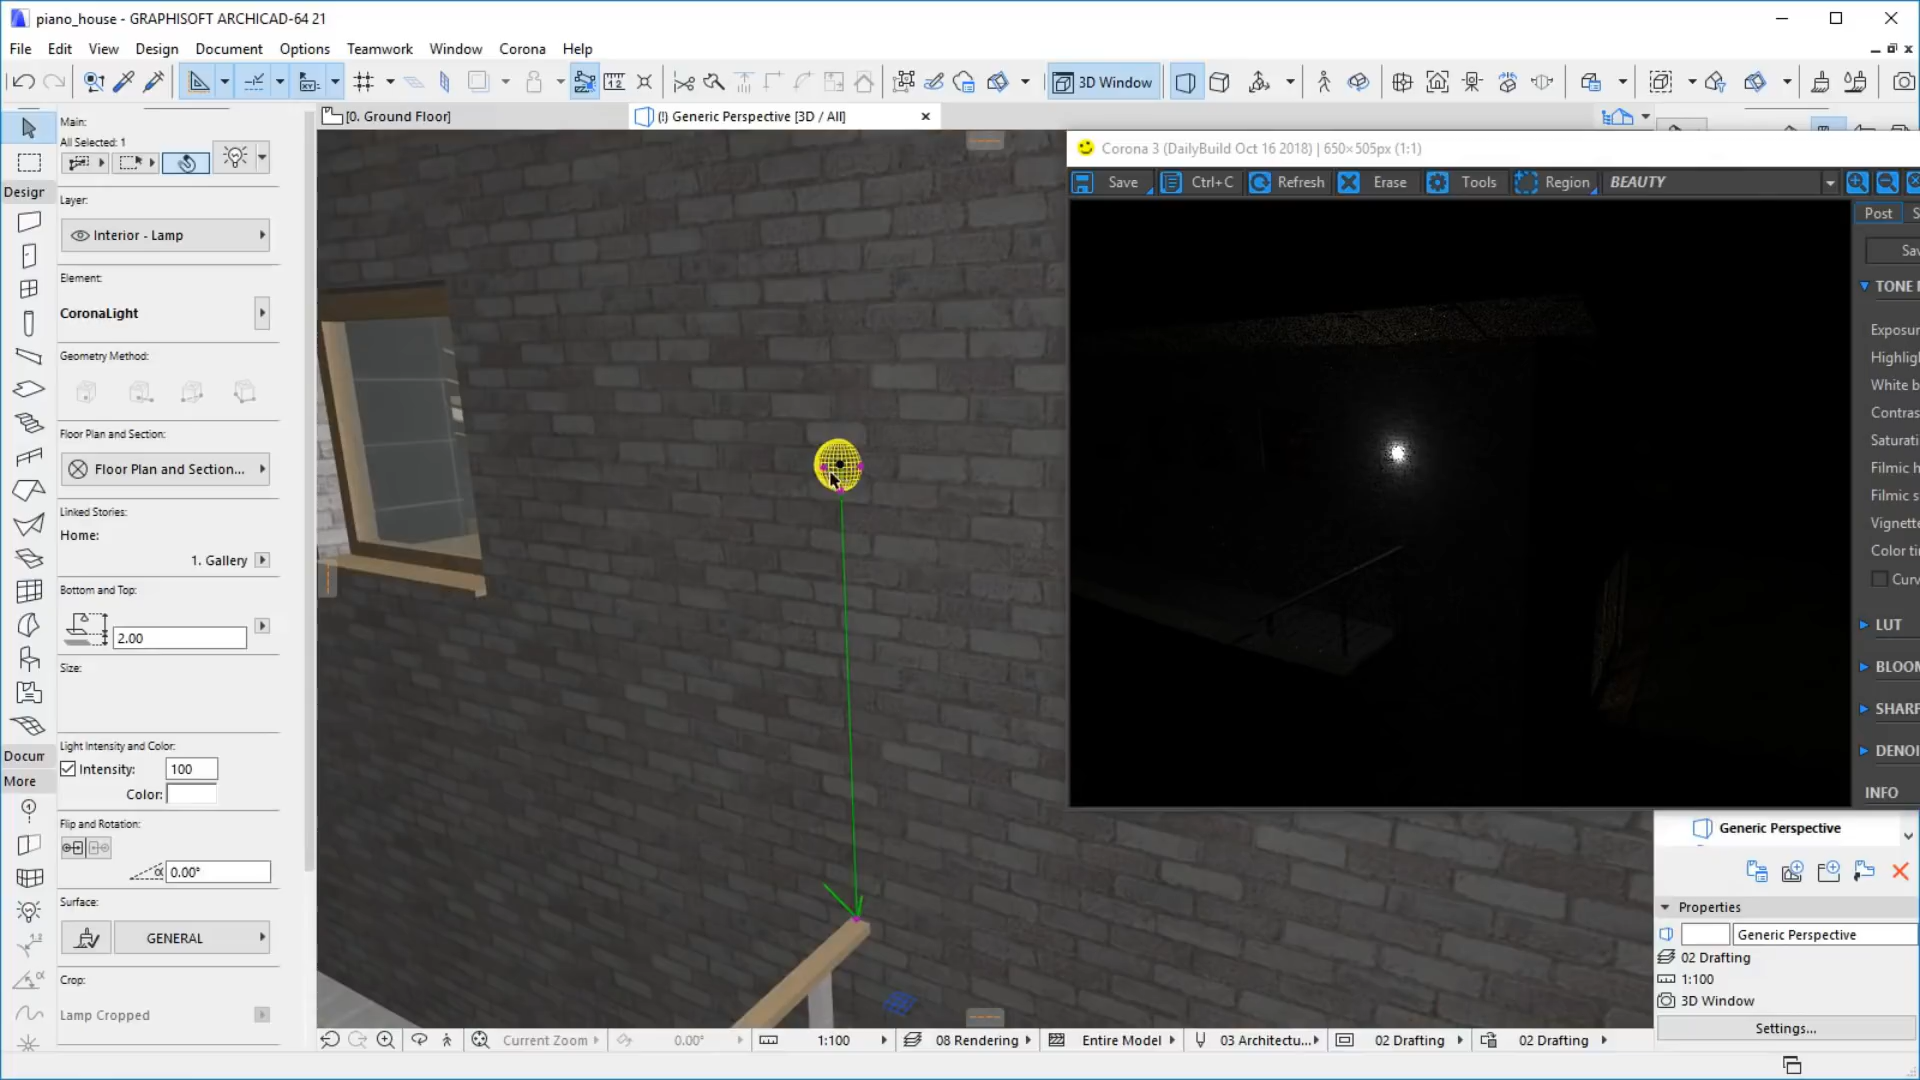 piano_house - GRAPHISOFT ARCHICAD-64 21
File Edit View Design Document Options Teamwork Window Corona Help
3D Window
Main:
All Selected: 1
[0. Ground Floor]
(!) Generic Perspective [3D / All]
Corona 3 (DailyBuild Oct 16 2018) | 650×505px (1:1)
Save Ctrl+C Refresh Erase Tools Region BEAUTY
Design
Layer:
Interior - Lamp
Element:
CoronaLight
Geometry Method:
Floor Plan and Section:
Floor Plan and Section...
Linked Stories:
Home:
1. Gallery
Bottom and Top:
2.00
Size:
Docum
More
Light Intensity and Color:
Intensity: 100
Color:
Flip and Rotation:
α 0.00°
Surface:
GENERAL
Crop:
Lamp Cropped
Post S
Sav
TONE
Exposur
Highlig
White b
Contras
Saturati
Filmic h
Filmic s
Vignette
Color ti
Curv
LUT
BLOOM
SHARP
DENOI
INFO
Generic Perspective
Properties
Generic Perspective
02 Drafting
1:100
3D Window
Settings...
Current Zoom 0.00° 1:100 08 Rendering Entire Model 03 Architectu... 02 Drafting 02 Drafting